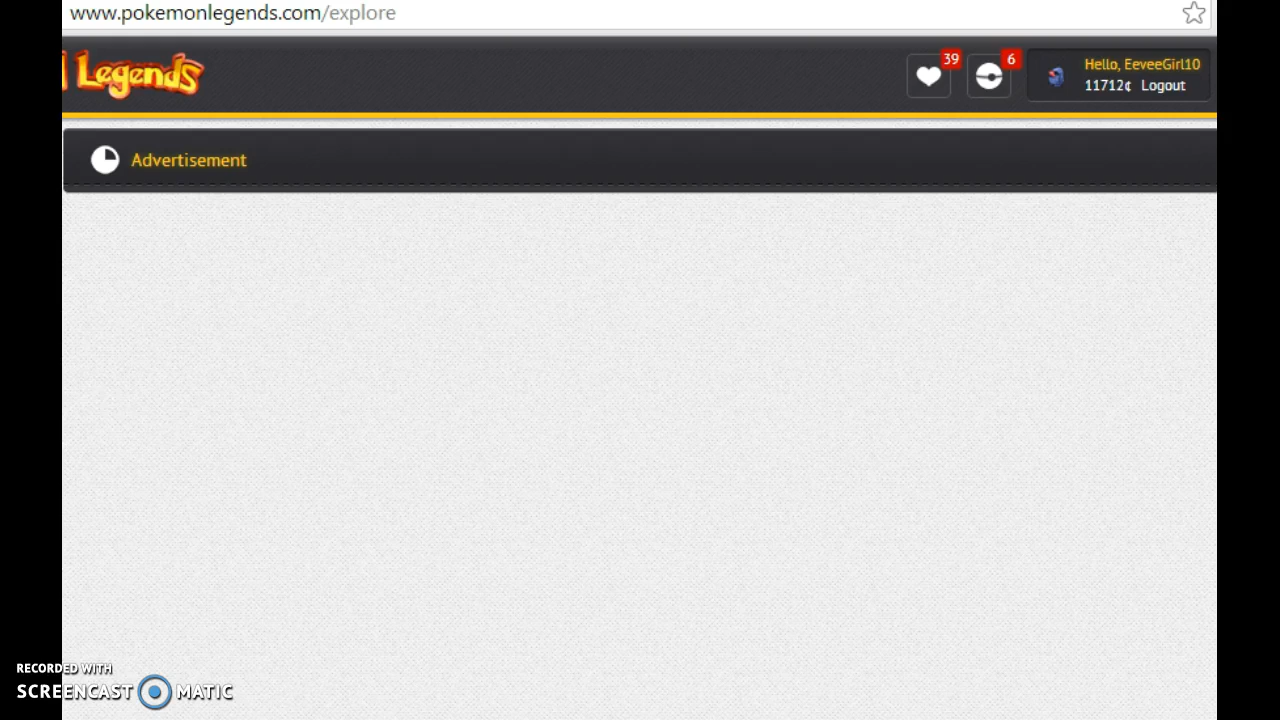 www.pokemonlegends.com/explore
Legends
39
6
Hello, EeveeGirl10
11712¢ Logout
Advertisement
RECORDED WITH
SCREENCAST MATIC